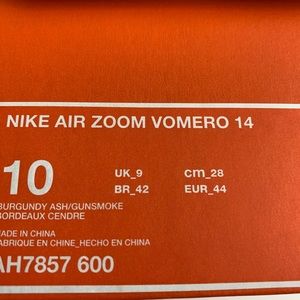 NIKE AIR ZOOM VOMERO 14
10
UK_9 cm_28
BR_42 EUR_44
BURGUNDY ASH/GUNSMOKE
BORDEAUX CENDRE
MADE IN CHINA
FABRIQUE EN CHINE_HECHO EN CHINA
AH7857 600